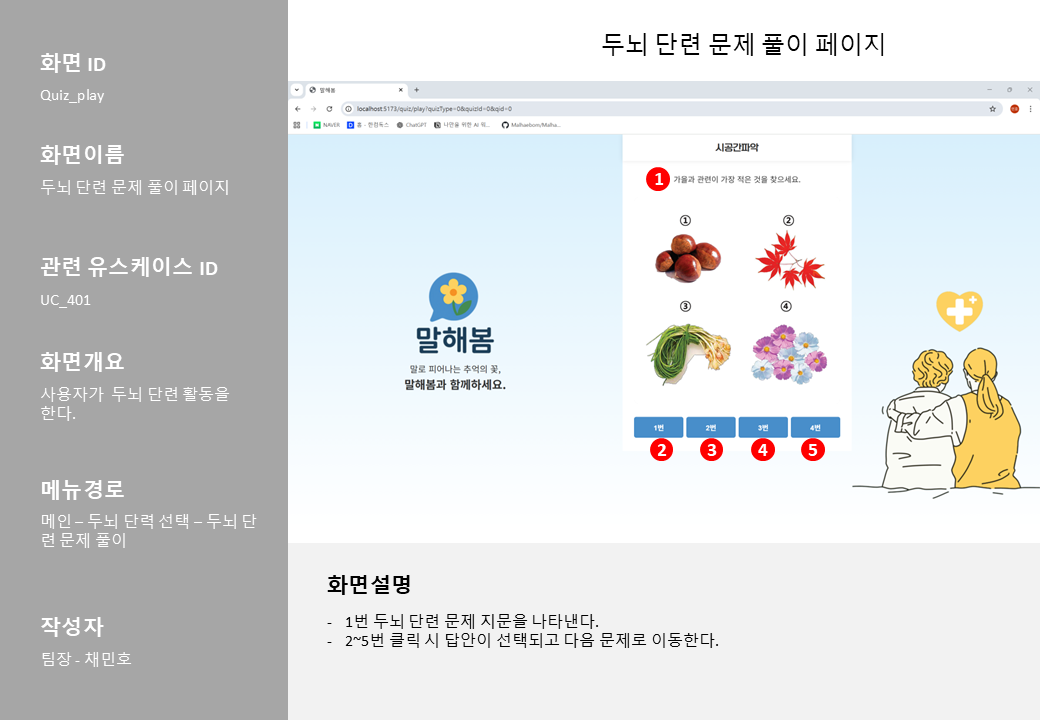 화면 ID
Quiz_play
화면이름
두뇌 단련 문제 풀이 페이지
관련 유스케이스 ID
UC_401
화면개요
사용자가 두뇌 단련 활동을
한다.
메뉴경로
메인 – 두뇌 단력 선택 – 두뇌 단
련 문제 풀이
작성자
팀장 - 채민호
두뇌 단련 문제 풀이 페이지
말해봄
localhost:5173/quiz/play?quizType=0&quizId=0&qid=0
NAVER
홈 - 한컴독스
ChatGPT
나만을 위한 AI 워...
Malhaebom/Malha...
시공간파악
1 가을과 관련이 가장 적은 것을 찾으세요.
① ②
③ ④
말해봄
말로 피어나는 추억의 꽃,
말해봄과 함께하세요.
1번 2번 3번 4번
2 3 4 5
화면설명
- 1번 두뇌 단련 문제 지문을 나타낸다.
- 2~5번 클릭 시 답안이 선택되고 다음 문제로 이동한다.